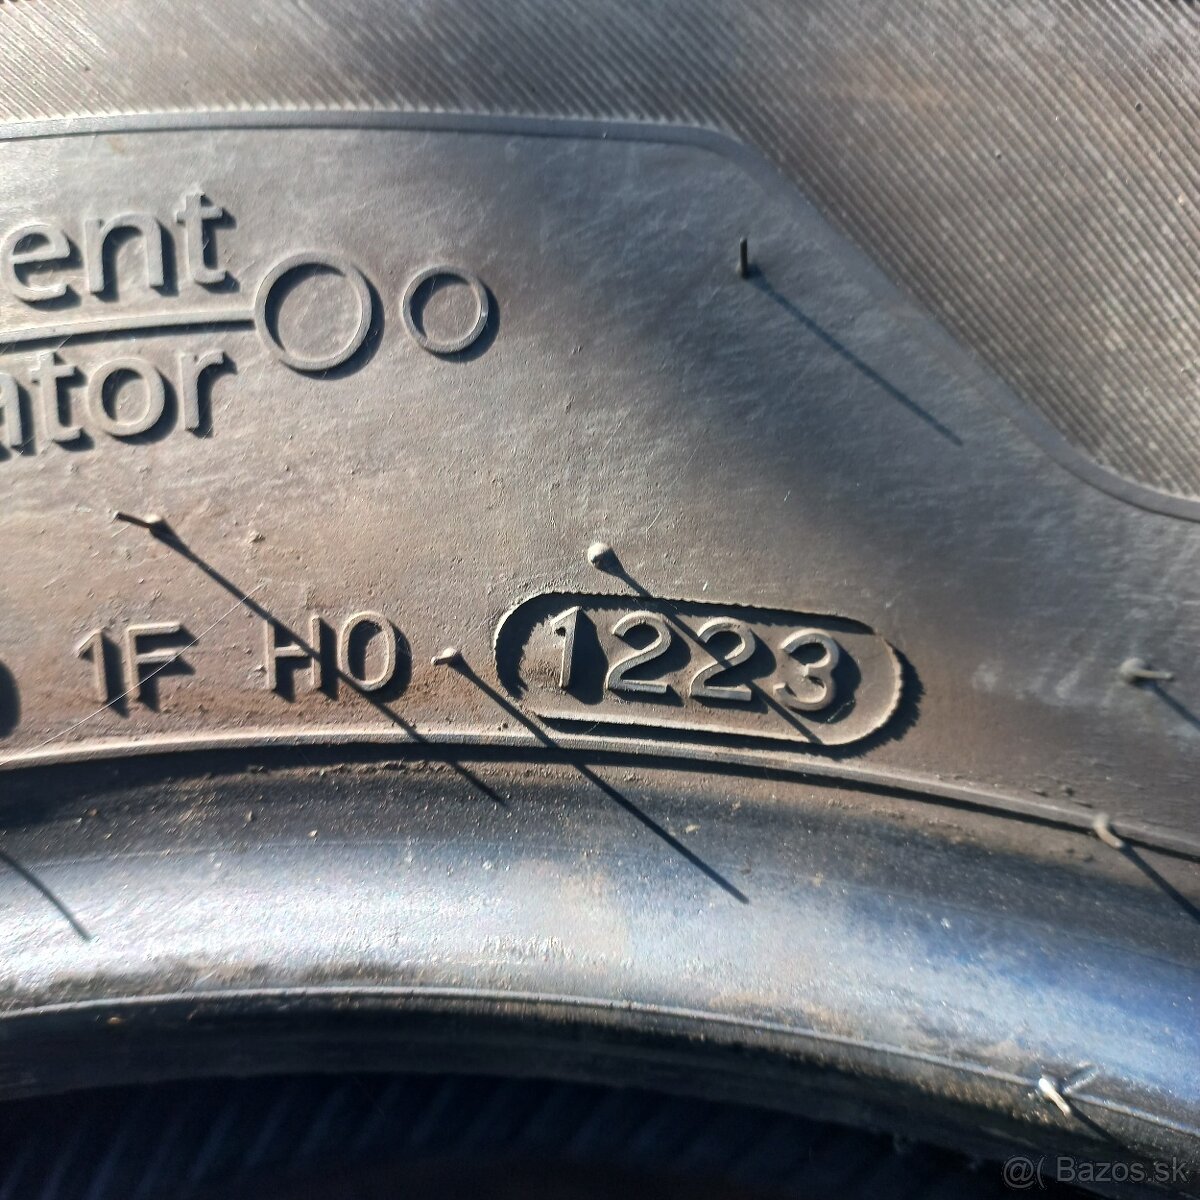 ent
ator
1F H0 1223
@( Bazos.sk